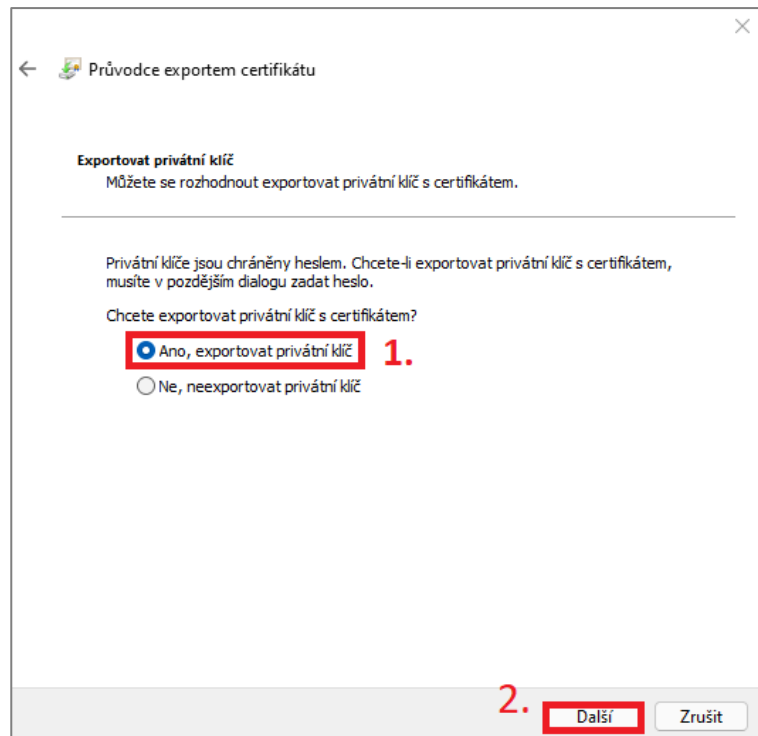 Průvodce exportem certifikátu
Exportovat privátní klíč
Můžete se rozhodnout exportovat privátní klíč s certifikátem.
Privátní klíče jsou chráněny heslem. Chcete-li exportovat privátní klíč s certifikátem,
musíte v pozdějším dialogu zadat heslo.
Chcete exportovat privátní klíč s certifikátem?
Ano, exportovat privátní klíč 1.
Ne, neexportovat privátní klíč
2. Další Zrušit